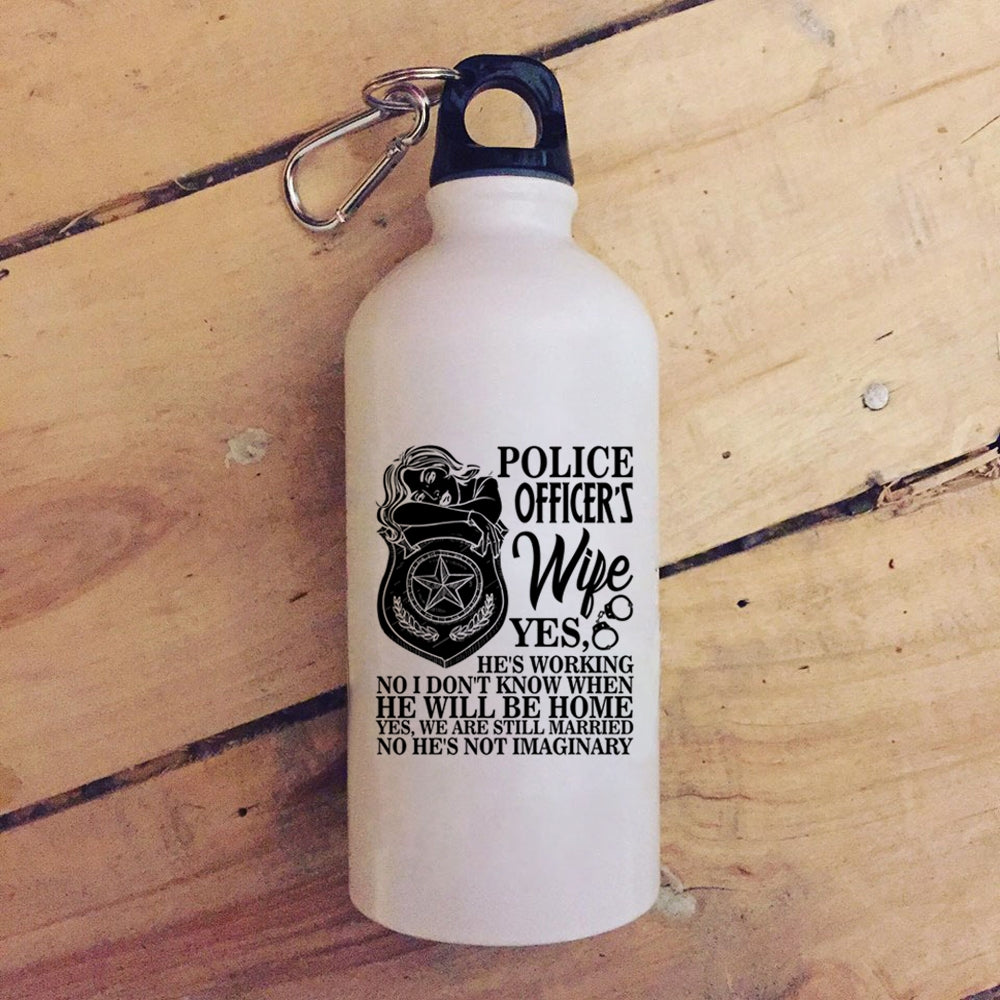 POLICE
OFFICER'S
Wife
YES,
HE'S WORKING
NO I DON'T KNOW WHEN
HE WILL BE HOME
YES, WE ARE STILL MARRIED
NO HE'S NOT IMAGINARY